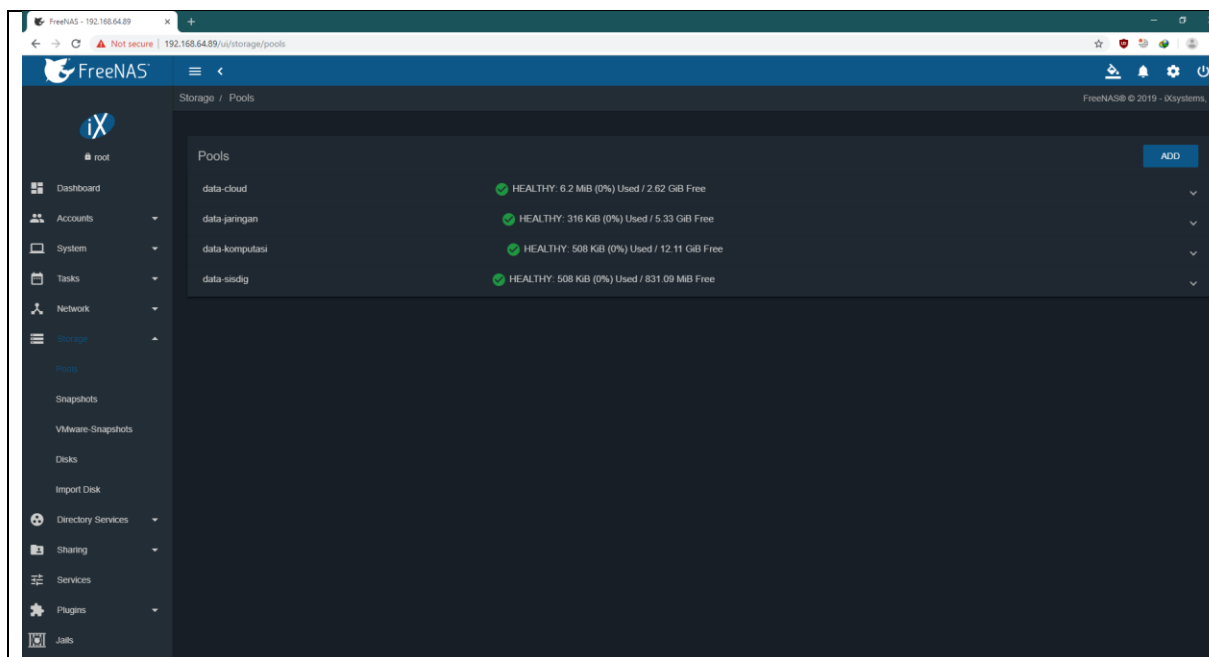 FreeNAS - 192.168.64.89
Not secure | 192.168.64.89/ui/storage/pools
FreeNAS
Storage / Pools
FreeNAS® © 2019 - iXsystems,
iX
root
Pools
ADD
Dashboard
data-cloud HEALTHY: 6.2 MiB (0%) Used / 2.62 GiB Free
Accounts
data-jaringan HEALTHY: 316 KiB (0%) Used / 5.33 GiB Free
System
data-komputasi HEALTHY: 508 KiB (0%) Used / 12.11 GiB Free
Tasks
data-sisdig HEALTHY: 508 KiB (0%) Used / 831.09 MiB Free
Network
Storage
Pools
Snapshots
VMware-Snapshots
Disks
Import Disk
Directory Services
Sharing
Services
Plugins
Jails